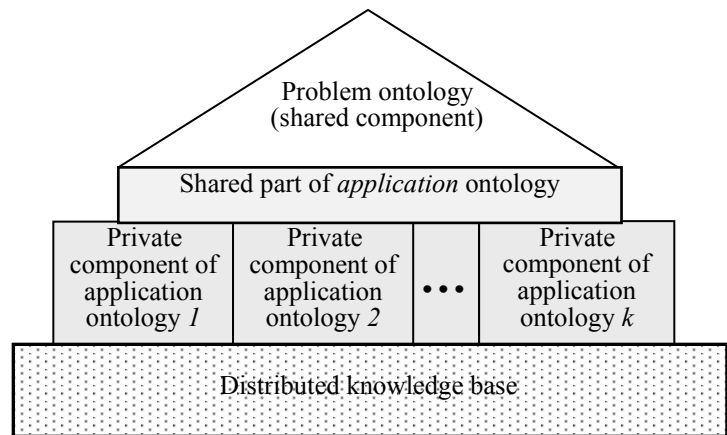 Problem ontology
(shared component)
Shared part of application ontology
Private
component of
application
ontology 1
Private
component of
application
ontology 2
•••
Private
component of
application
ontology k
Distributed knowledge base